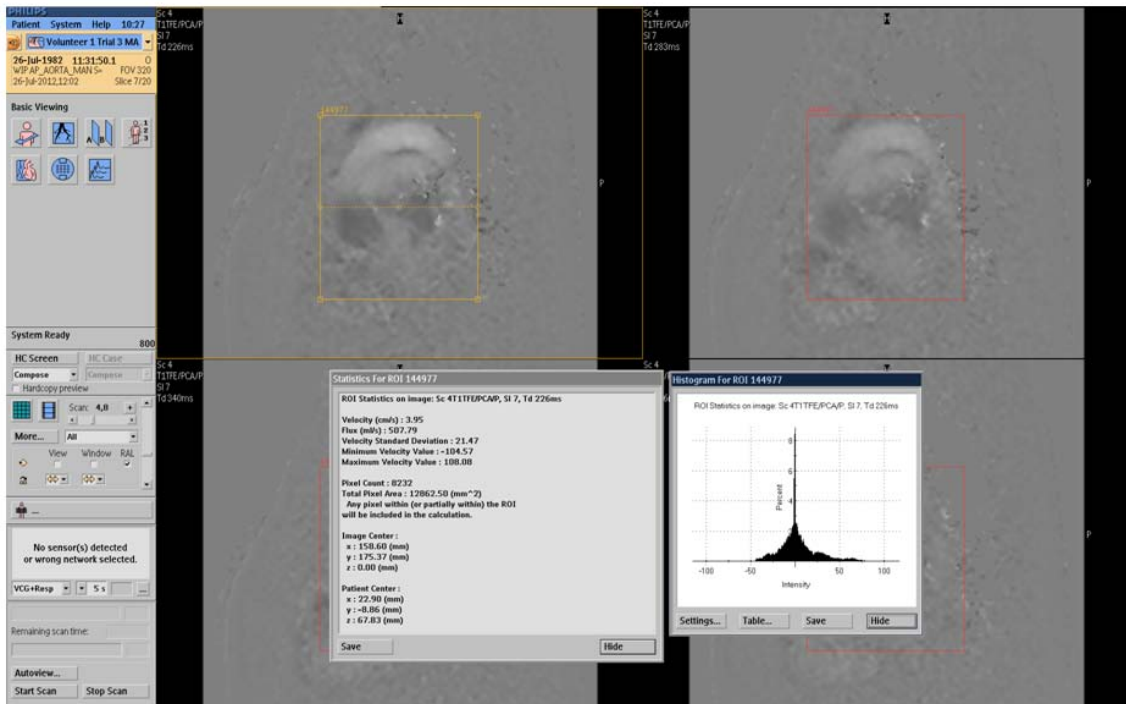 PHILIPS
Patient System Help 10:27
Volunteer 1 Trial 3 MA
26-Jul-1982 11:31:50.1 O
WIP AP_AORTA_MAN S= FOV 320
26-Jul-2012,12:02 Slice 7/20
Basic Viewing
A B
1
2
3
System Ready
800
HC Screen HC Case
Compose Compose
Hardcopy preview
Scan: 4,0 +
More... All
View Window RAL
...
No sensor(s) detected
or wrong network selected.
VCG+Resp 5 s ...
Remaining scan time:
Autoview...
Start Scan Stop Scan
Sc 4
T1TFE/PCA/P
Sl 7
Td 226ms
H
144977
P
Sc 4
T1TFE/PCA/P
Sl 7
Td 283ms
H
144977
P
Sc 4
T1TFE/PCA/P
Sl 7
Td 340ms
Sc 4
P
Statistics For ROI 144977
ROI Statistics on image: Sc 4T1TFE/PCA/P, Sl 7, Td 226ms
Velocity (cm/s) : 3.95
Flux (ml/s) : 507.79
Velocity Standard Deviation : 21.47
Minimum Velocity Value : -104.57
Maximum Velocity Value : 108.08
Pixel Count : 8232
Total Pixel Area : 12862.50 (mm^2)
Any pixel within (or partially within) the ROI
will be included in the calculation.
Image Center :
x : 158.60 (mm)
y : 175.37 (mm)
z : 0.00 (mm)
Patient Center :
x : 22.90 (mm)
y : -8.86 (mm)
z : 67.83 (mm)
Save Hide
Histogram For ROI 144977
ROI Statistics on image: Sc 4T1TFE/PCA/P, Sl 7, Td 226ms
Percent
8
6
4
2
-100 -50 0 50 100
Intensity
Settings... Table... Save Hide